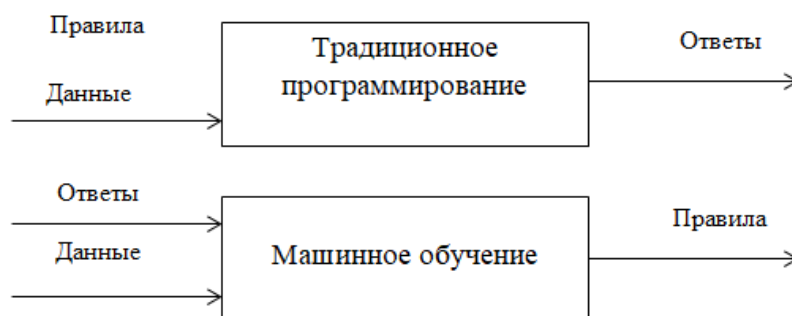 Правила
Традиционное
программирование
Ответы
Данные
Ответы
Данные
Машинное обучение
Правила